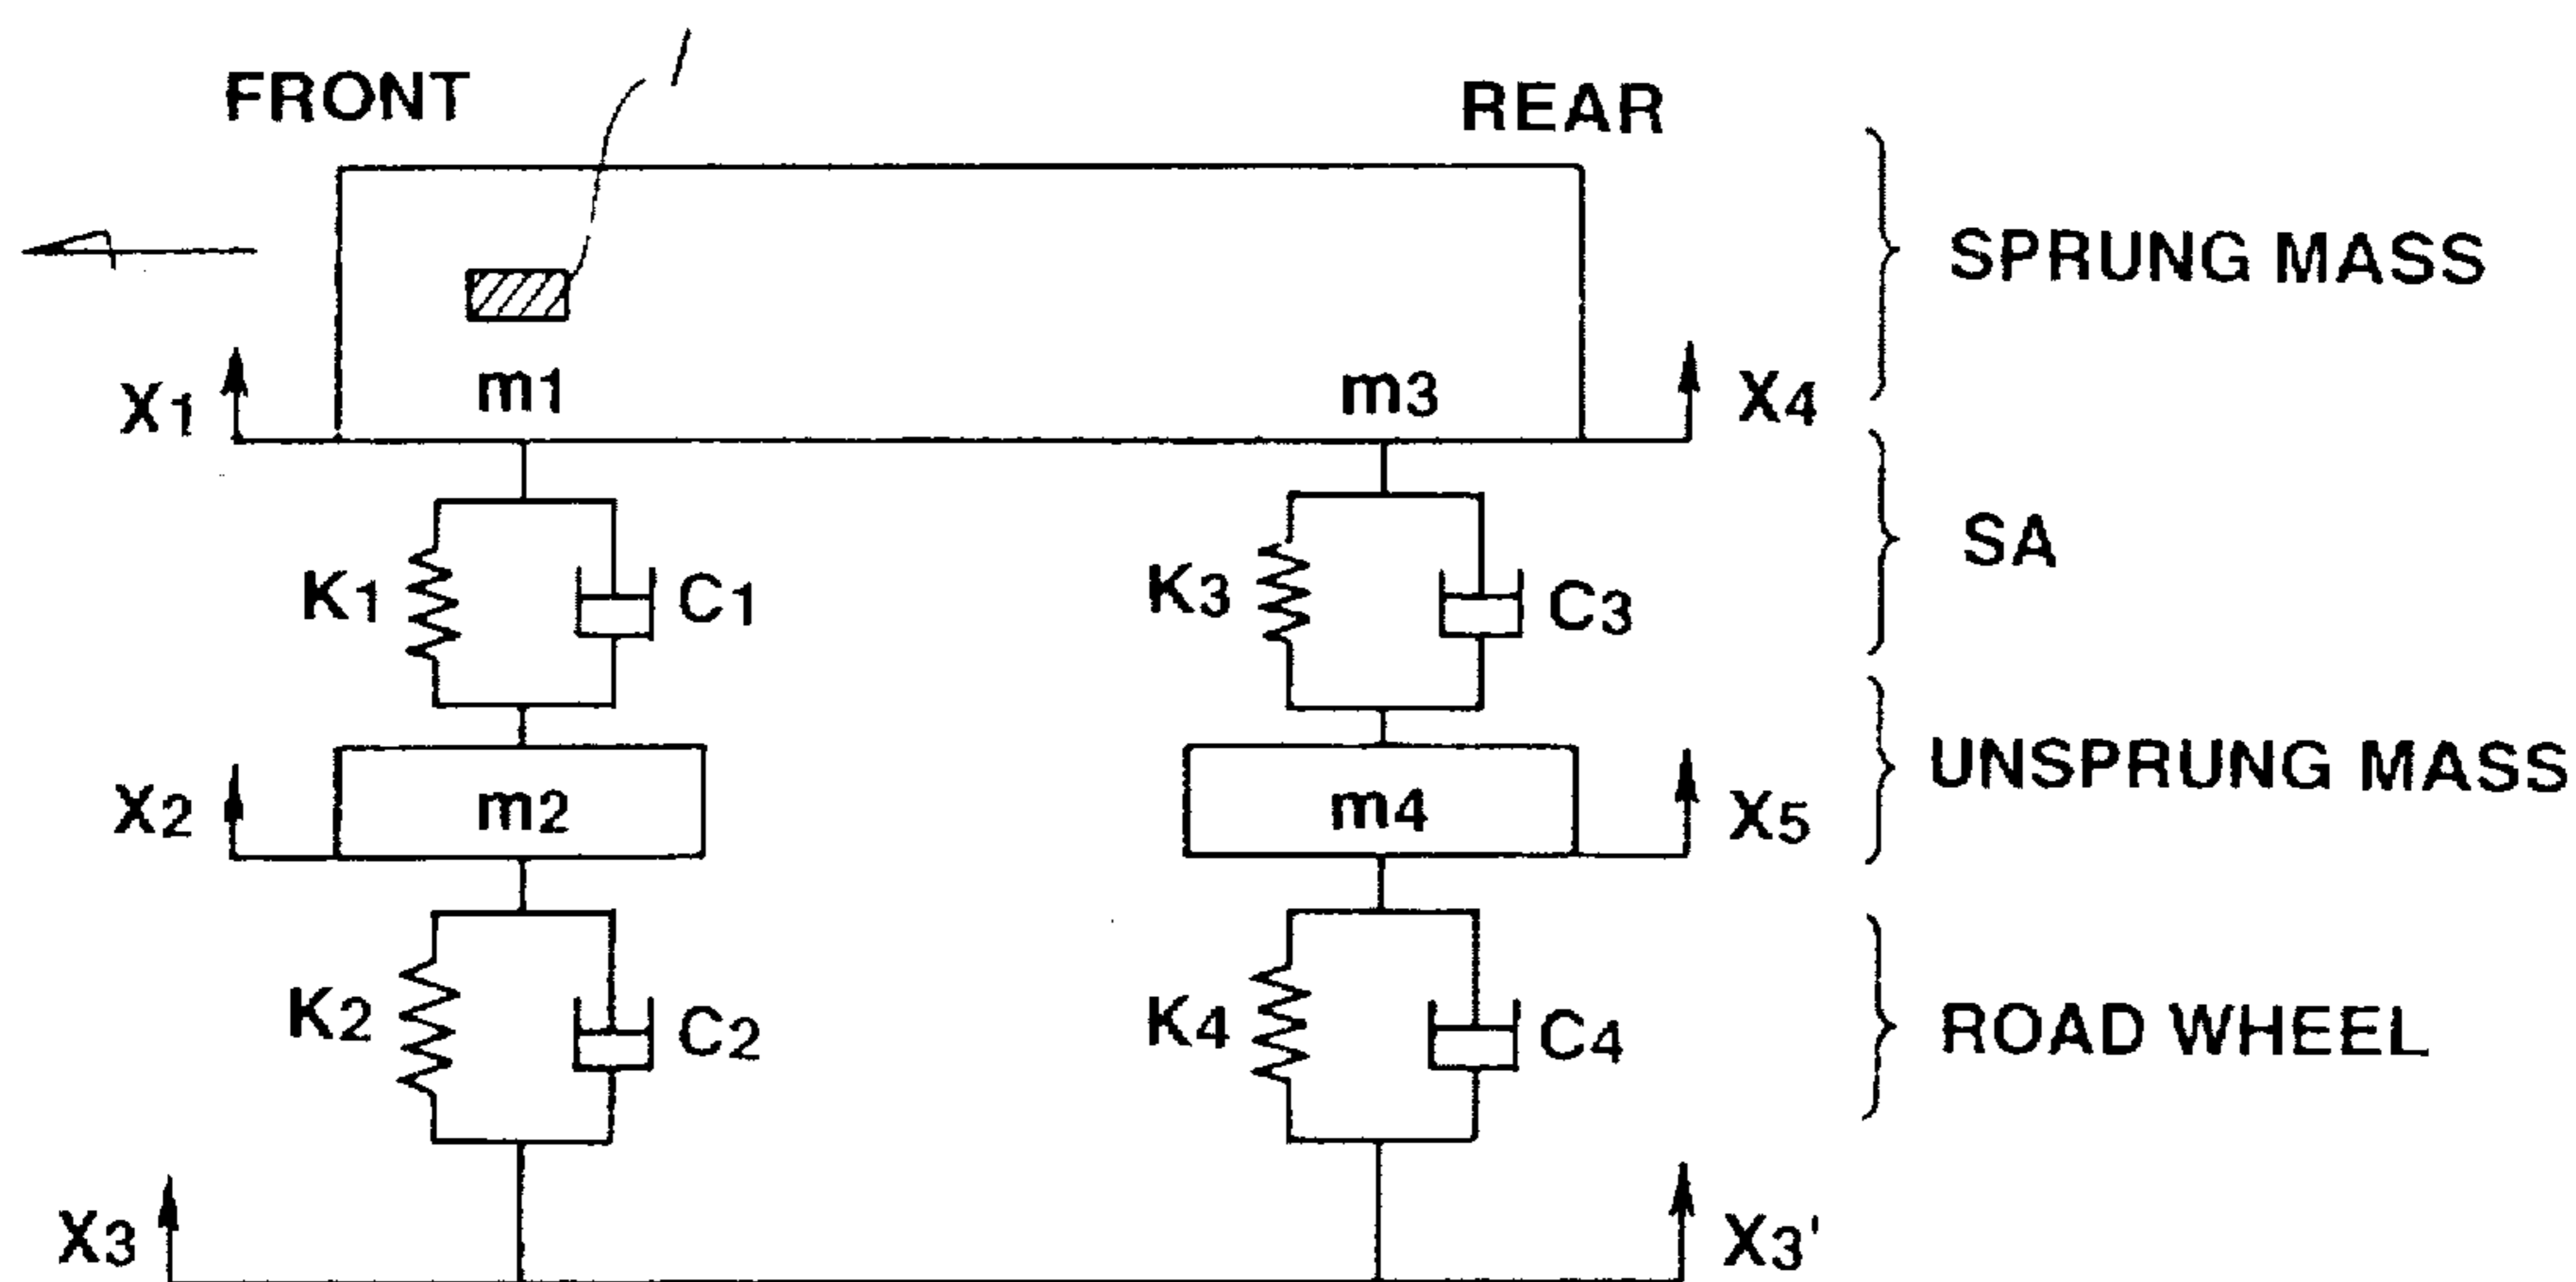 FRONT
1
REAR
SPRUNG MASS
X1
m1
m3
X4
K1
C1
K3
C3
SA
X2
m2
m4
X5
UNSPRUNG MASS
K2
C2
K4
C4
ROAD WHEEL
X3
X3'